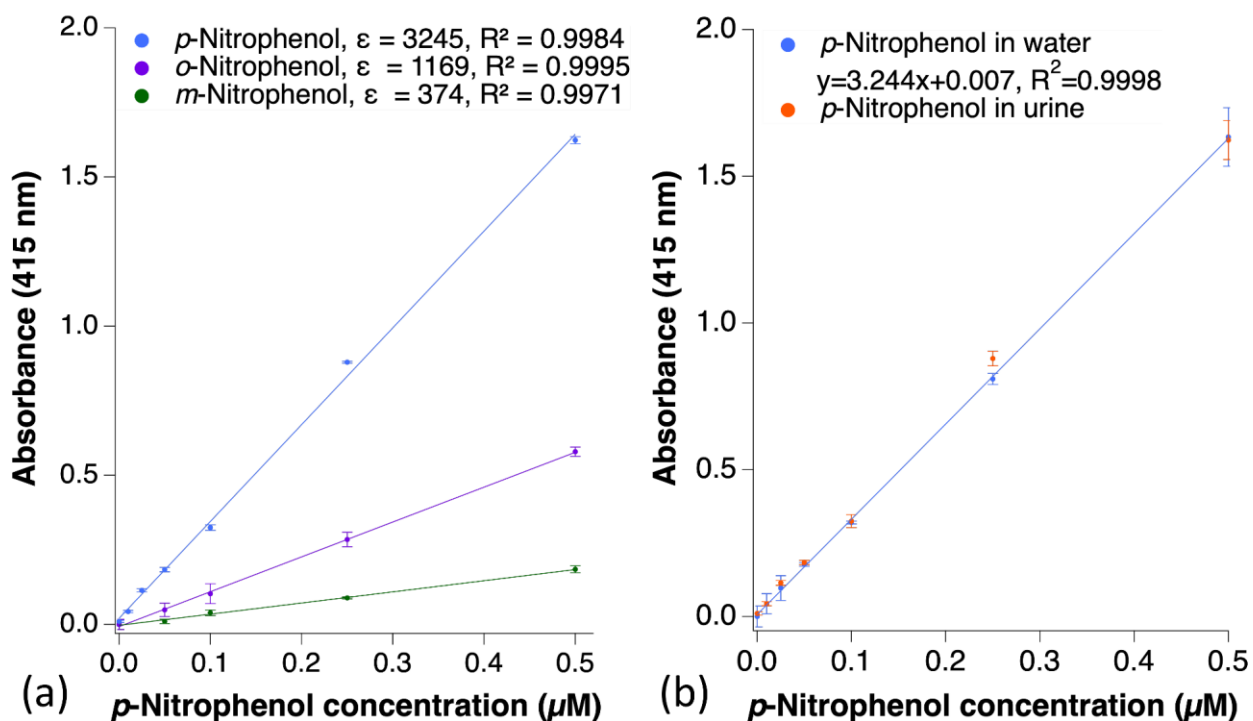 2.0
p-Nitrophenol, ε = 3245, R² = 0.9984
o-Nitrophenol, ε = 1169, R² = 0.9995
m-Nitrophenol, ε = 374, R² = 0.9971
1.5
1.0
0.5
0.0
Absorbance (415 nm)
0.0 0.1 0.2 0.3 0.4 0.5
(a) p-Nitrophenol concentration (µM)
2.0
p-Nitrophenol in water
y=3.244x+0.007, R²=0.9998
p-Nitrophenol in urine
1.5
1.0
0.5
0.0
Absorbance (415 nm)
0.0 0.1 0.2 0.3 0.4 0.5
(b) p-Nitrophenol concentration (µM)